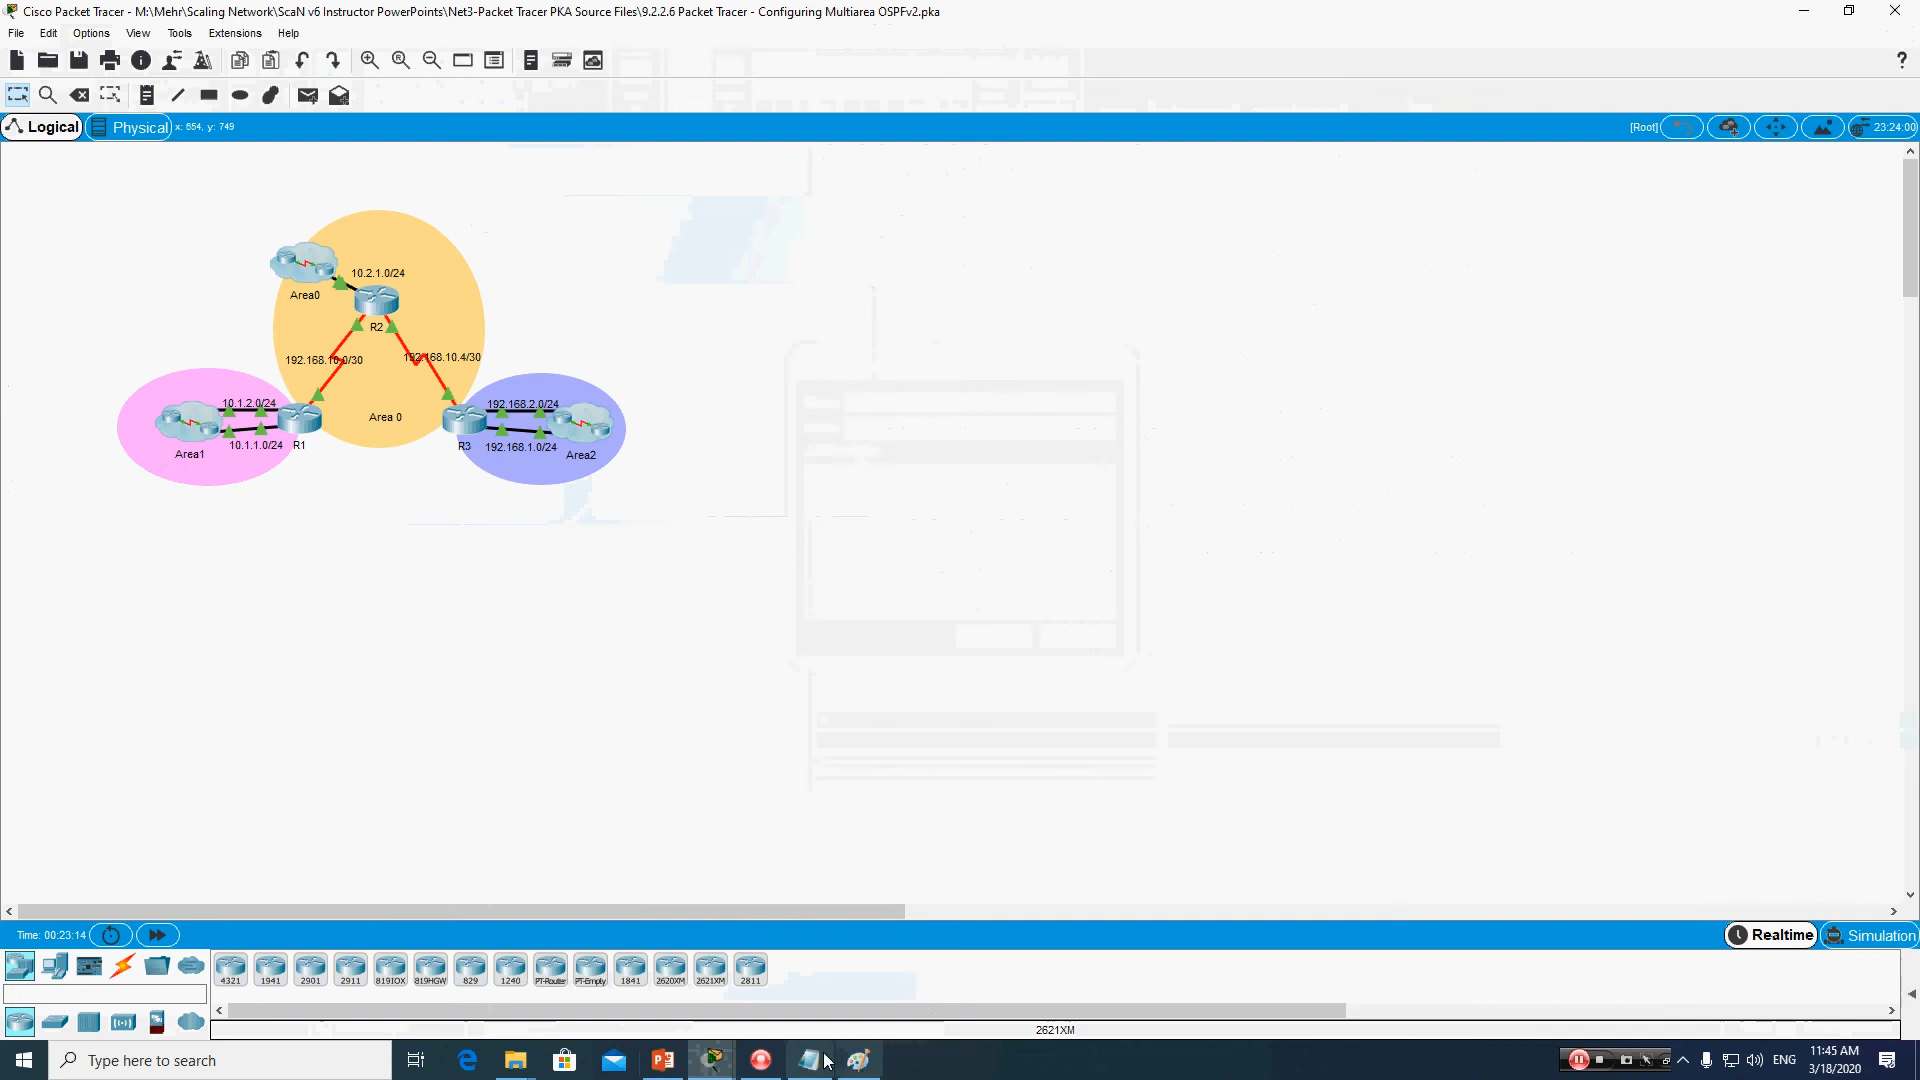 Cisco Packet Tracer - M:\Mehr\Scaling Network\ScaN v6 Instructor PowerPoints\Net3-Packet Tracer PKA Source Files\9.2.2.6 Packet Tracer - Configuring Multiarea OSPFv2.pka
File Edit Options View Tools Extensions Help
Logical Physical x: 654, y: 749 [Root] 23:24:00
10.2.1.0/24
Area0
R2
192.168.10.0/30 192.168.10.4/30
10.1.2.0/24 Area 0 192.168.2.0/24
10.1.1.0/24 R1 R3 192.168.1.0/24
Area1 Area2
Time: 00:23:14 Realtime Simulation
4321 1941 2901 2911 819IOX 819HGW 829 1240 PT-Router PT-Empty 1841 2620XM 2621XM 2811
2621XM
Type here to search ENG 11:45 AM
3/18/2020